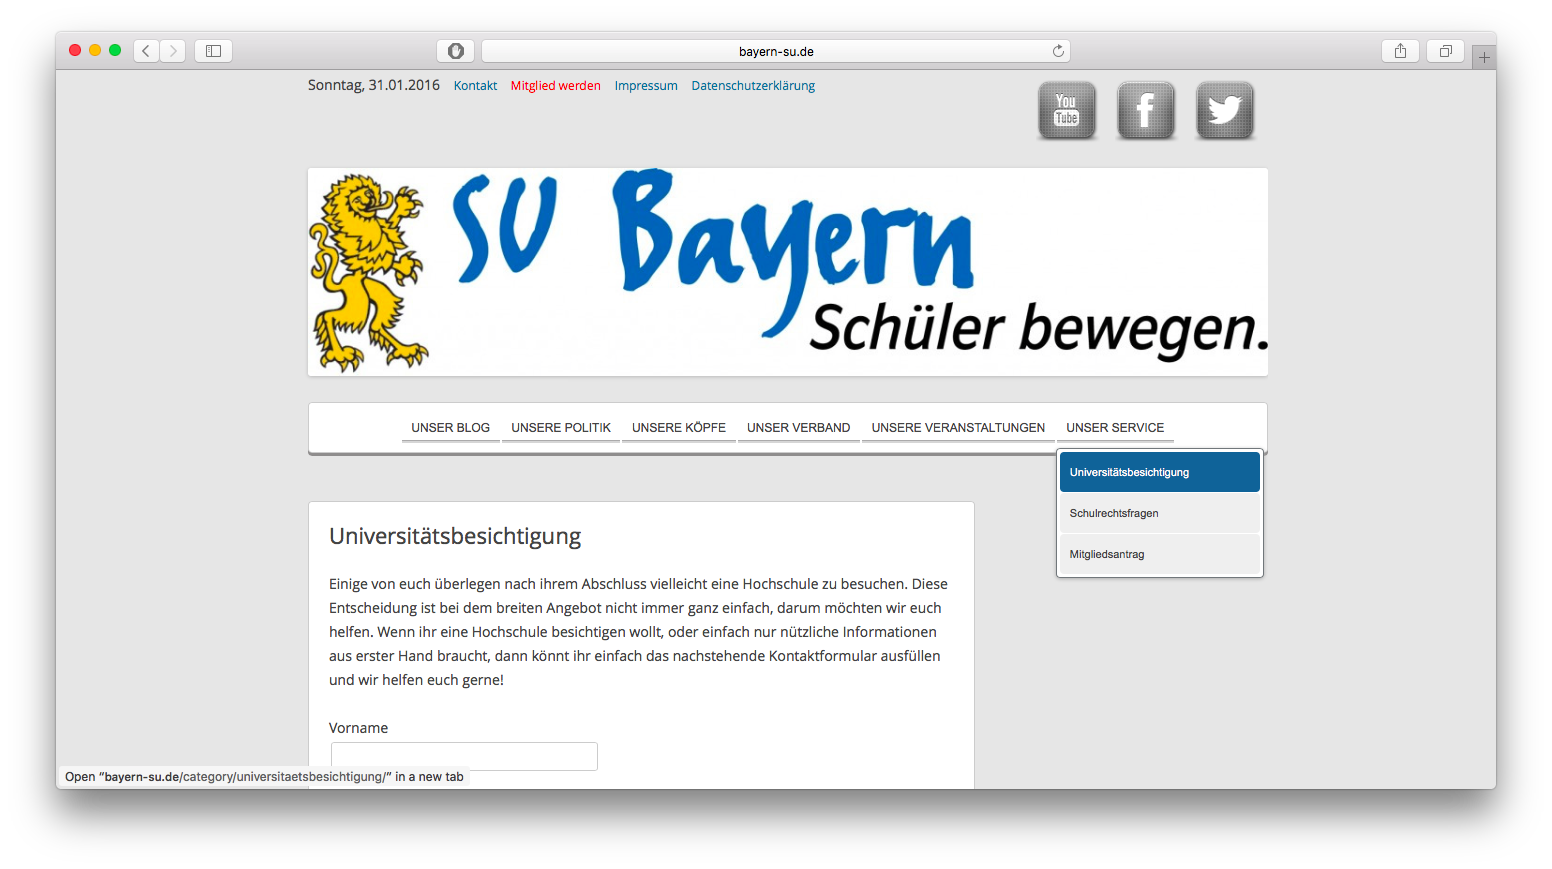 bayern-su.de
Sonntag, 31.01.2016 Kontakt Mitglied werden Impressum Datenschutzerklärung
You
Tube
SU Bayern
Schüler bewegen.
UNSER BLOG UNSERE POLITIK UNSERE KÖPFE UNSER VERBAND UNSERE VERANSTALTUNGEN UNSER SERVICE
Universitätsbesichtigung
Schulrechtsfragen
Mitgliedsantrag
Universitätsbesichtigung
Einige von euch überlegen nach ihrem Abschluss vielleicht eine Hochschule zu besuchen. Diese
Entscheidung ist bei dem breiten Angebot nicht immer ganz einfach, darum möchten wir euch
helfen. Wenn ihr eine Hochschule besichtigen wollt, oder einfach nur nützliche Informationen
aus erster Hand braucht, dann könnt ihr einfach das nachstehende Kontaktformular ausfüllen
und wir helfen euch gerne!
Vorname
Open “bayern-su.de/category/universitaetsbesichtigung/” in a new tab